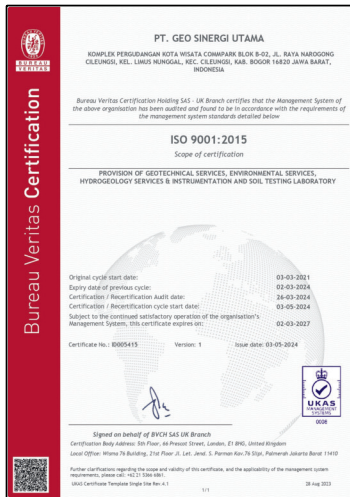 BUREAU
VERITAS
Bureau Veritas Certification
PT. GEO SINERGI UTAMA
KOMPLEK PERGUDANGAN KOTA WISATA COMMPARK BLOK B-02, JL. RAYA NAROGONG
CILEUNGSI, KEL. LIMUS NUNGGAL, KEC. CILEUNGSI, KAB. BOGOR 16820 JAWA BARAT,
INDONESIA
Bureau Veritas Certification Holding SAS - UK Branch certifies that the Management System of
the above organisation has been audited and found to be in accordance with the requirements of
the management system standards detailed below
ISO 9001:2015
Scope of certification
PROVISION OF GEOTECHNICAL SERVICES, ENVIRONMENTAL SERVICES,
HYDROGEOLOGY SERVICES & INSTRUMENTATION AND SOIL TESTING LABORATORY
Original cycle start date: 03-03-2021
Expiry date of previous cycle: 02-03-2024
Certification / Recertification Audit date: 26-03-2024
Certification / Recertification cycle start date: 03-05-2024
Subject to the continued satisfactory operation of the organisation's
Management System, this certificate expires on: 02-03-2027
Certificate No.: ID005415 Version: 1 Issue date: 03-05-2024
UKAS
MANAGEMENT
SYSTEMS
0008
Signed on behalf of BVCH SAS UK Branch
Certification Body Address: 5th Floor, 66 Prescot Street, London, E1 8HG, United Kingdom
Local Office: Wisma 76 Building, 21st Floor Jl. Let. Jend. S. Parman Kav.76 Slipi, Palmerah Jakarta Barat 11410
Further clarifications regarding the scope and validity of this certificate, and the applicability of the management system
requirements, please call: +62 21 5366 6861.
UKAS Certificate Template Single Site Rev.4.1 1/1 28 Aug 2023